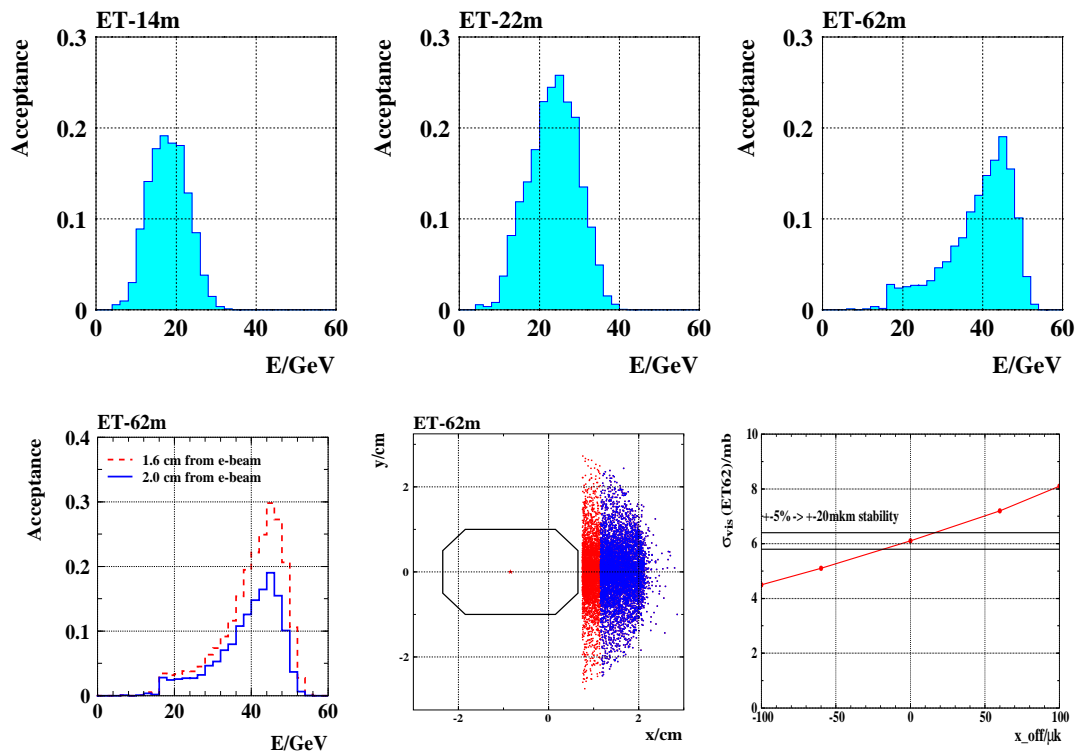 ET-14m
0.3
0.2
0.1
0
Acceptance
0 20 40 60
E/GeV
ET-22m
0.3
0.2
0.1
0
Acceptance
0 20 40 60
E/GeV
ET-62m
0.3
0.2
0.1
0
Acceptance
0 20 40 60
E/GeV
ET-62m
0.4
0.3
0.2
0.1
0
Acceptance
1.6 cm from e-beam
2.0 cm from e-beam
0 20 40 60
E/GeV
ET-62m
y/cm
2
0
-2
-2 0 2
x/cm
10
8
6
4
2
0
σvis (ET62)/mb
+-5% -> +-20mkm stability
-100 -50 0 50 100
x_off/μk